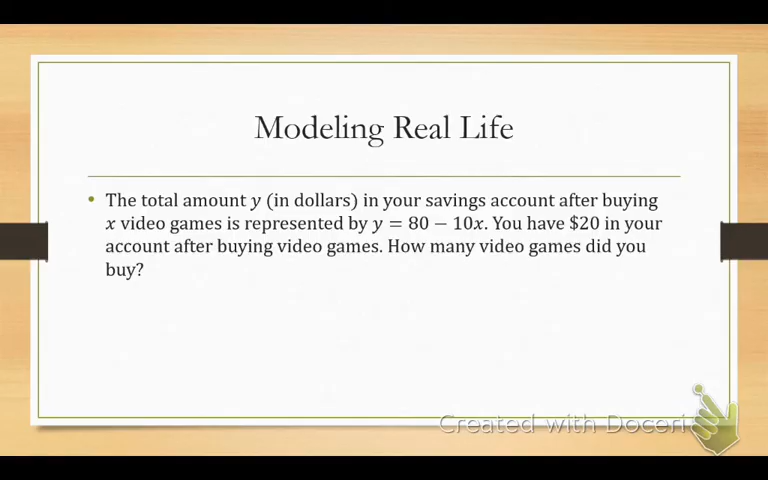 Modeling Real Life
• The total amount y (in dollars) in your savings account after buying
x video games is represented by y = 80 − 10x. You have $20 in your
account after buying video games. How many video games did you
buy?
Created with Doceri